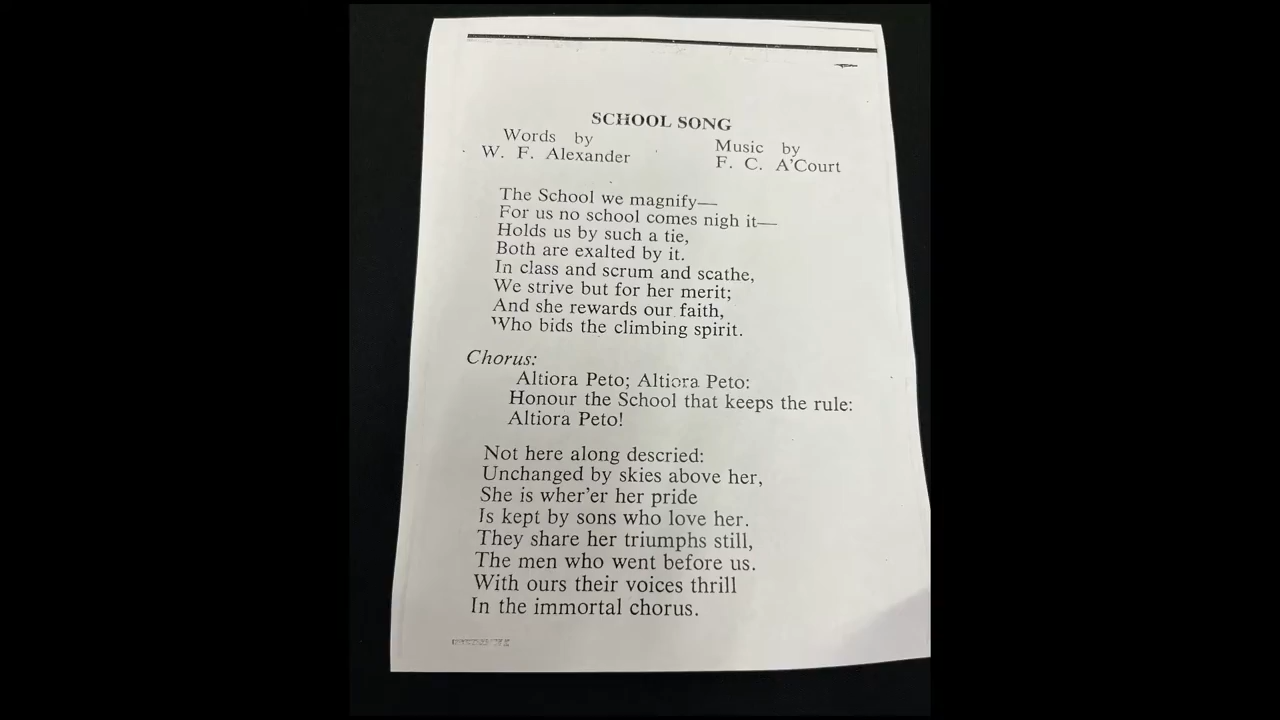 SCHOOL SONG
Words by
W. F. Alexander
Music by
F. C. A'Court
The School we magnify—
For us no school comes nigh it—
Holds us by such a tie,
Both are exalted by it.
In class and scrum and scathe,
We strive but for her merit;
And she rewards our faith,
Who bids the climbing spirit.
Chorus:
Altiora Peto; Altiora Peto:
Honour the School that keeps the rule:
Altiora Peto!
Not here along descried:
Unchanged by skies above her,
She is wher'er her pride
Is kept by sons who love her.
They share her triumphs still,
The men who went before us.
With ours their voices thrill
In the immortal chorus.